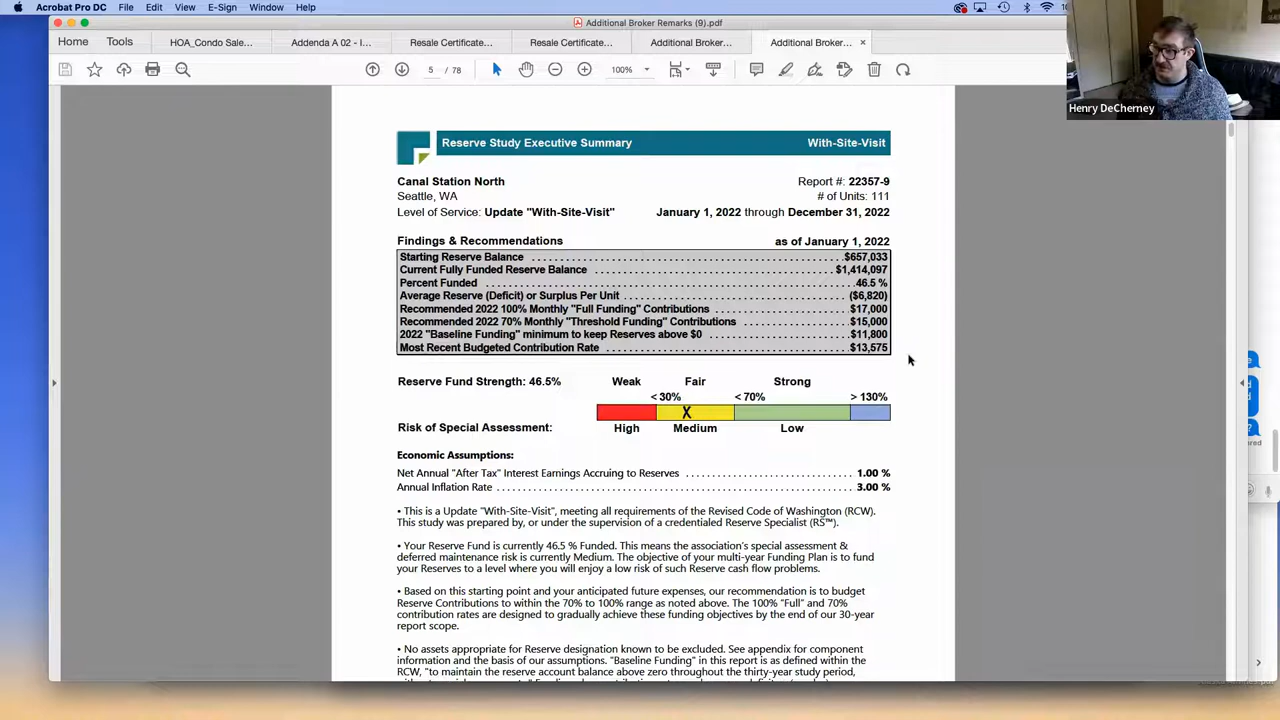 Acrobat Pro DC File Edit View E-Sign Window Help
Additional Broker Remarks (9).pdf
Home Tools HOA_Condo Sale... Addenda A 02 - I... Resale Certificate... Resale Certificate... Additional Broker... Additional Broker... ×
5 / 78 100%
Henry DeCherney
Reserve Study Executive Summary With-Site-Visit
Canal Station North Report #: 22357-9
Seattle, WA # of Units: 111
Level of Service: Update "With-Site-Visit" January 1, 2022 through December 31, 2022
Findings & Recommendations as of January 1, 2022
Starting Reserve Balance $657,033
Current Fully Funded Reserve Balance $1,414,097
Percent Funded 46.5 %
Average Reserve (Deficit) or Surplus Per Unit ($6,820)
Recommended 2022 100% Monthly "Full Funding" Contributions $17,000
Recommended 2022 70% Monthly "Threshold Funding" Contributions $15,000
2022 "Baseline Funding" minimum to keep Reserves above $0 $11,800
Most Recent Budgeted Contribution Rate $13,575
Reserve Fund Strength: 46.5% Weak Fair Strong
< 30% < 70% > 130%
X
Risk of Special Assessment: High Medium Low
Economic Assumptions:
Net Annual "After Tax" Interest Earnings Accruing to Reserves 1.00 %
Annual Inflation Rate 3.00 %
• This is a Update "With-Site-Visit", meeting all requirements of the Revised Code of Washington (RCW).
This study was prepared by, or under the supervision of a credentialed Reserve Specialist (RS™).
• Your Reserve Fund is currently 46.5 % Funded. This means the association's special assessment &
deferred maintenance risk is currently Medium. The objective of your multi-year Funding Plan is to fund
your Reserves to a level where you will enjoy a low risk of such Reserve cash flow problems.
• Based on this starting point and your anticipated future expenses, our recommendation is to budget
Reserve Contributions to within the 70% to 100% range as noted above. The 100% "Full" and 70%
contribution rates are designed to gradually achieve these funding objectives by the end of our 30-year
report scope.
• No assets appropriate for Reserve designation known to be excluded. See appendix for component
information and the basis of our assumptions. "Baseline Funding" in this report is as defined within the
RCW, "to maintain the reserve account balance above zero throughout the thirty-year study period,